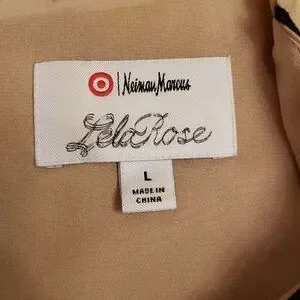 | Neiman Marcus
Lela Rose
L
MADE IN
CHINA